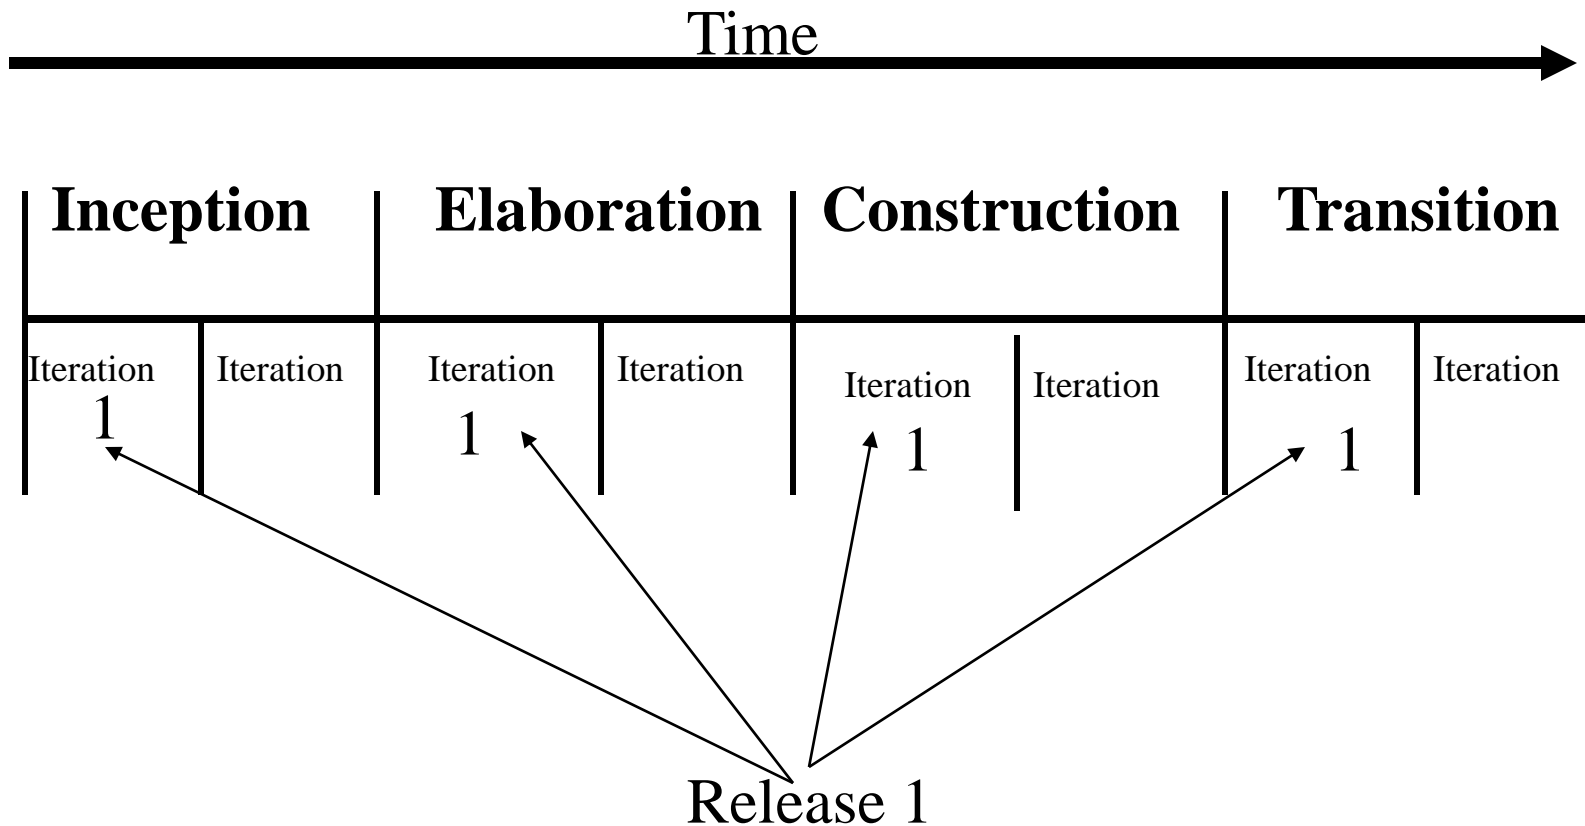 Time
Inception Elaboration Construction Transition
Iteration Iteration Iteration Iteration Iteration Iteration Iteration Iteration
1 1 1 1
Release 1